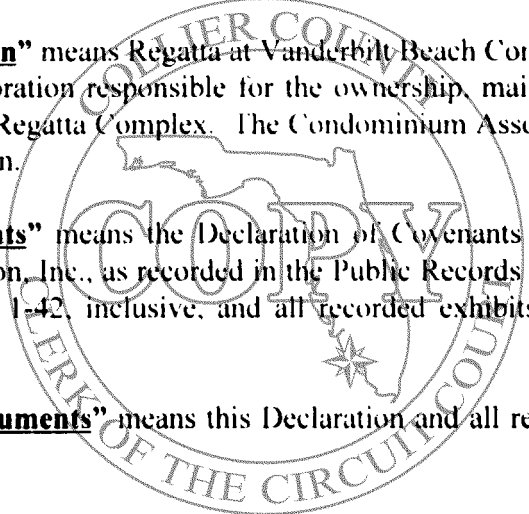 n” means Regatta at Vanderbilt Beach Con
oration responsible for the ownership, mai
Regatta Complex. The Condominium Asso
n.
nts” means the Declaration of Covenants
on, Inc., as recorded in the Public Records
1-42, inclusive, and all recorded exhibits
uments” means this Declaration and all re
COLLIER COUNTY
COPY
CLERK OF THE CIRCUIT COURT